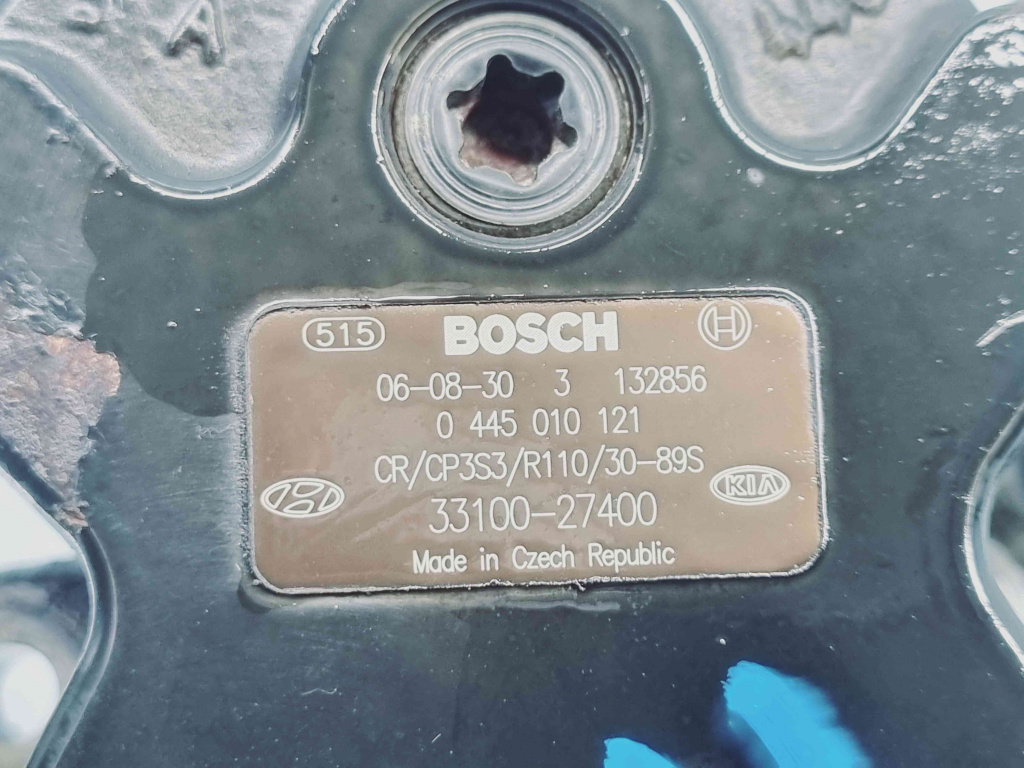 A
515 BOSCH H
06-08-30 3 132856
0 445 010 121
CR/CP3S3/R110/30-89S
KIA
33100-27400
Made in Czech Republic